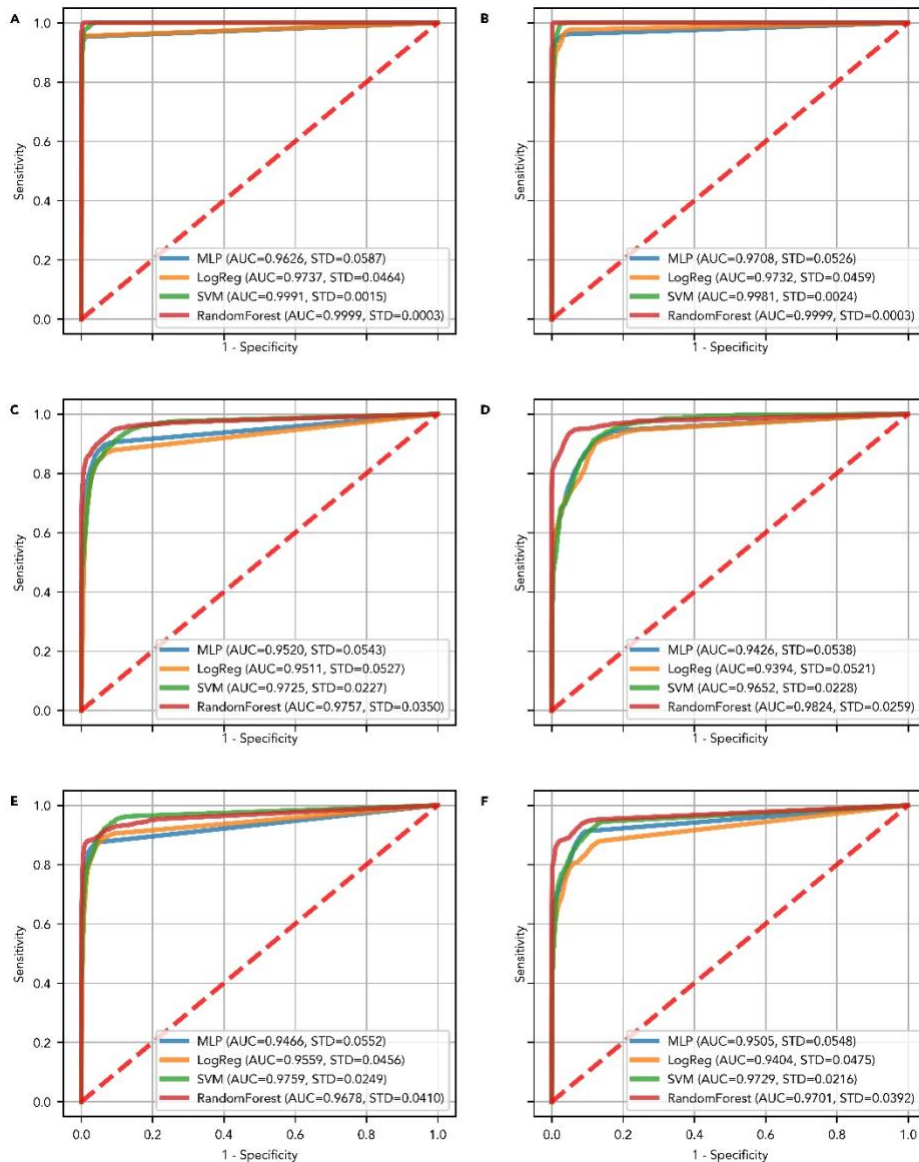 A
1.0
0.8
0.6
0.4
0.2
0.0
Sensitivity
MLP (AUC=0.9626, STD=0.0587)
LogReg (AUC=0.9737, STD=0.0464)
SVM (AUC=0.9991, STD=0.0015)
RandomForest (AUC=0.9999, STD=0.0003)
1 - Specificity
B
Sensitivity
MLP (AUC=0.9708, STD=0.0526)
LogReg (AUC=0.9732, STD=0.0459)
SVM (AUC=0.9981, STD=0.0024)
RandomForest (AUC=0.9999, STD=0.0003)
1 - Specificity
C
1.0
0.8
0.6
0.4
0.2
0.0
Sensitivity
MLP (AUC=0.9520, STD=0.0543)
LogReg (AUC=0.9511, STD=0.0527)
SVM (AUC=0.9725, STD=0.0227)
RandomForest (AUC=0.9757, STD=0.0350)
1 - Specificity
D
Sensitivity
MLP (AUC=0.9426, STD=0.0538)
LogReg (AUC=0.9394, STD=0.0521)
SVM (AUC=0.9652, STD=0.0228)
RandomForest (AUC=0.9824, STD=0.0259)
1 - Specificity
E
1.0
0.8
0.6
0.4
0.2
0.0
Sensitivity
MLP (AUC=0.9466, STD=0.0552)
LogReg (AUC=0.9559, STD=0.0456)
SVM (AUC=0.9759, STD=0.0249)
RandomForest (AUC=0.9678, STD=0.0410)
0.0 0.2 0.4 0.6 0.8 1.0
1 - Specificity
F
Sensitivity
MLP (AUC=0.9505, STD=0.0548)
LogReg (AUC=0.9404, STD=0.0475)
SVM (AUC=0.9729, STD=0.0216)
RandomForest (AUC=0.9701, STD=0.0392)
0.0 0.2 0.4 0.6 0.8 1.0
1 - Specificity